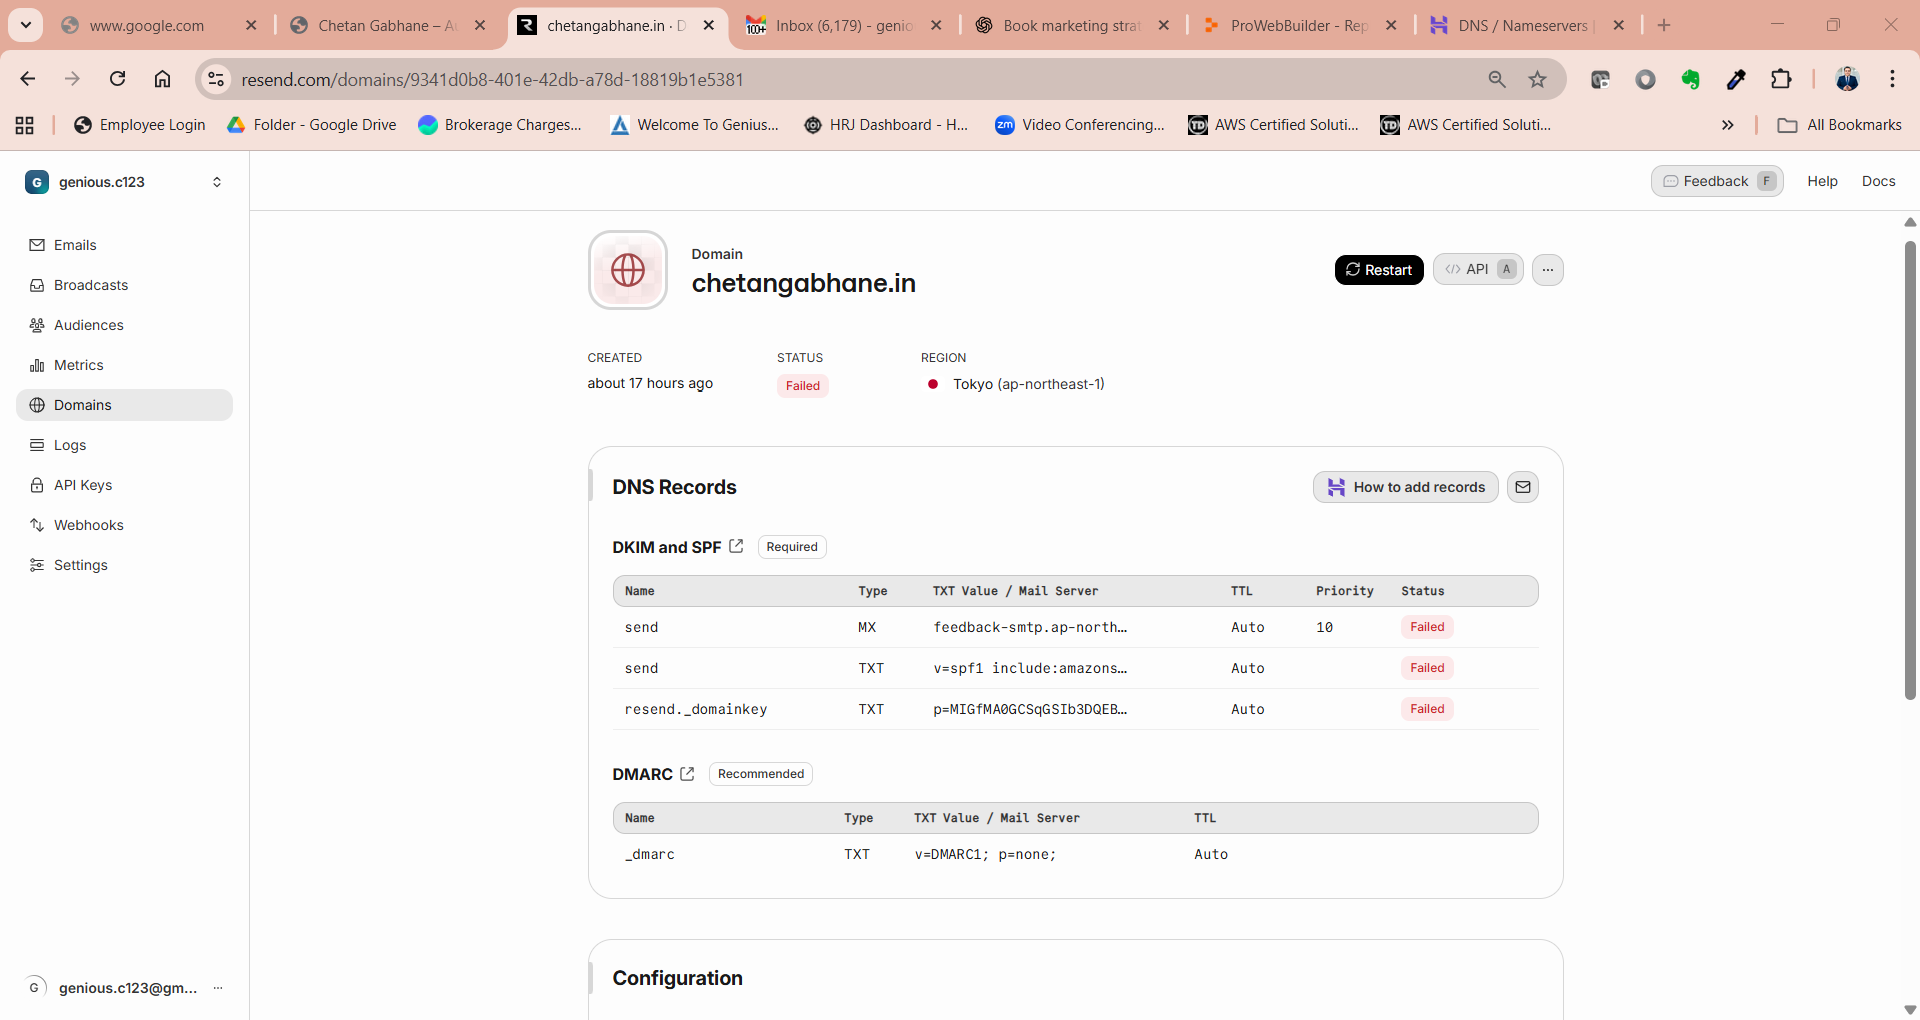 www.google.com
Chetan Gabhane – Au
chetangabhane.in · D
Inbox (6,179) - genio
Book marketing strat
ProWebBuilder - Rep
DNS / Nameservers |
resend.com/domains/9341d0b8-401e-42db-a78d-18819b1e5381
Employee Login
Folder - Google Drive
Brokerage Charges...
Welcome To Genius...
HRJ Dashboard - H...
Video Conferencing...
AWS Certified Soluti...
AWS Certified Soluti...
All Bookmarks
G genious.c123
Feedback F
Help
Docs
Emails
Broadcasts
Audiences
Metrics
Domains
Logs
API Keys
Webhooks
Settings
G genious.c123@gm...
Domain
chetangabhane.in
Restart
API A
CREATED STATUS REGION
about 17 hours ago Failed Tokyo (ap-northeast-1)
DNS Records
How to add records
DKIM and SPF Required
Name Type TXT Value / Mail Server TTL Priority Status
send MX feedback-smtp.ap-north… Auto 10 Failed
send TXT v=spf1 include:amazons… Auto Failed
resend._domainkey TXT p=MIGfMA0GCSqGSIb3DQEB… Auto Failed
DMARC Recommended
Name Type TXT Value / Mail Server TTL
_dmarc TXT v=DMARC1; p=none; Auto
Configuration